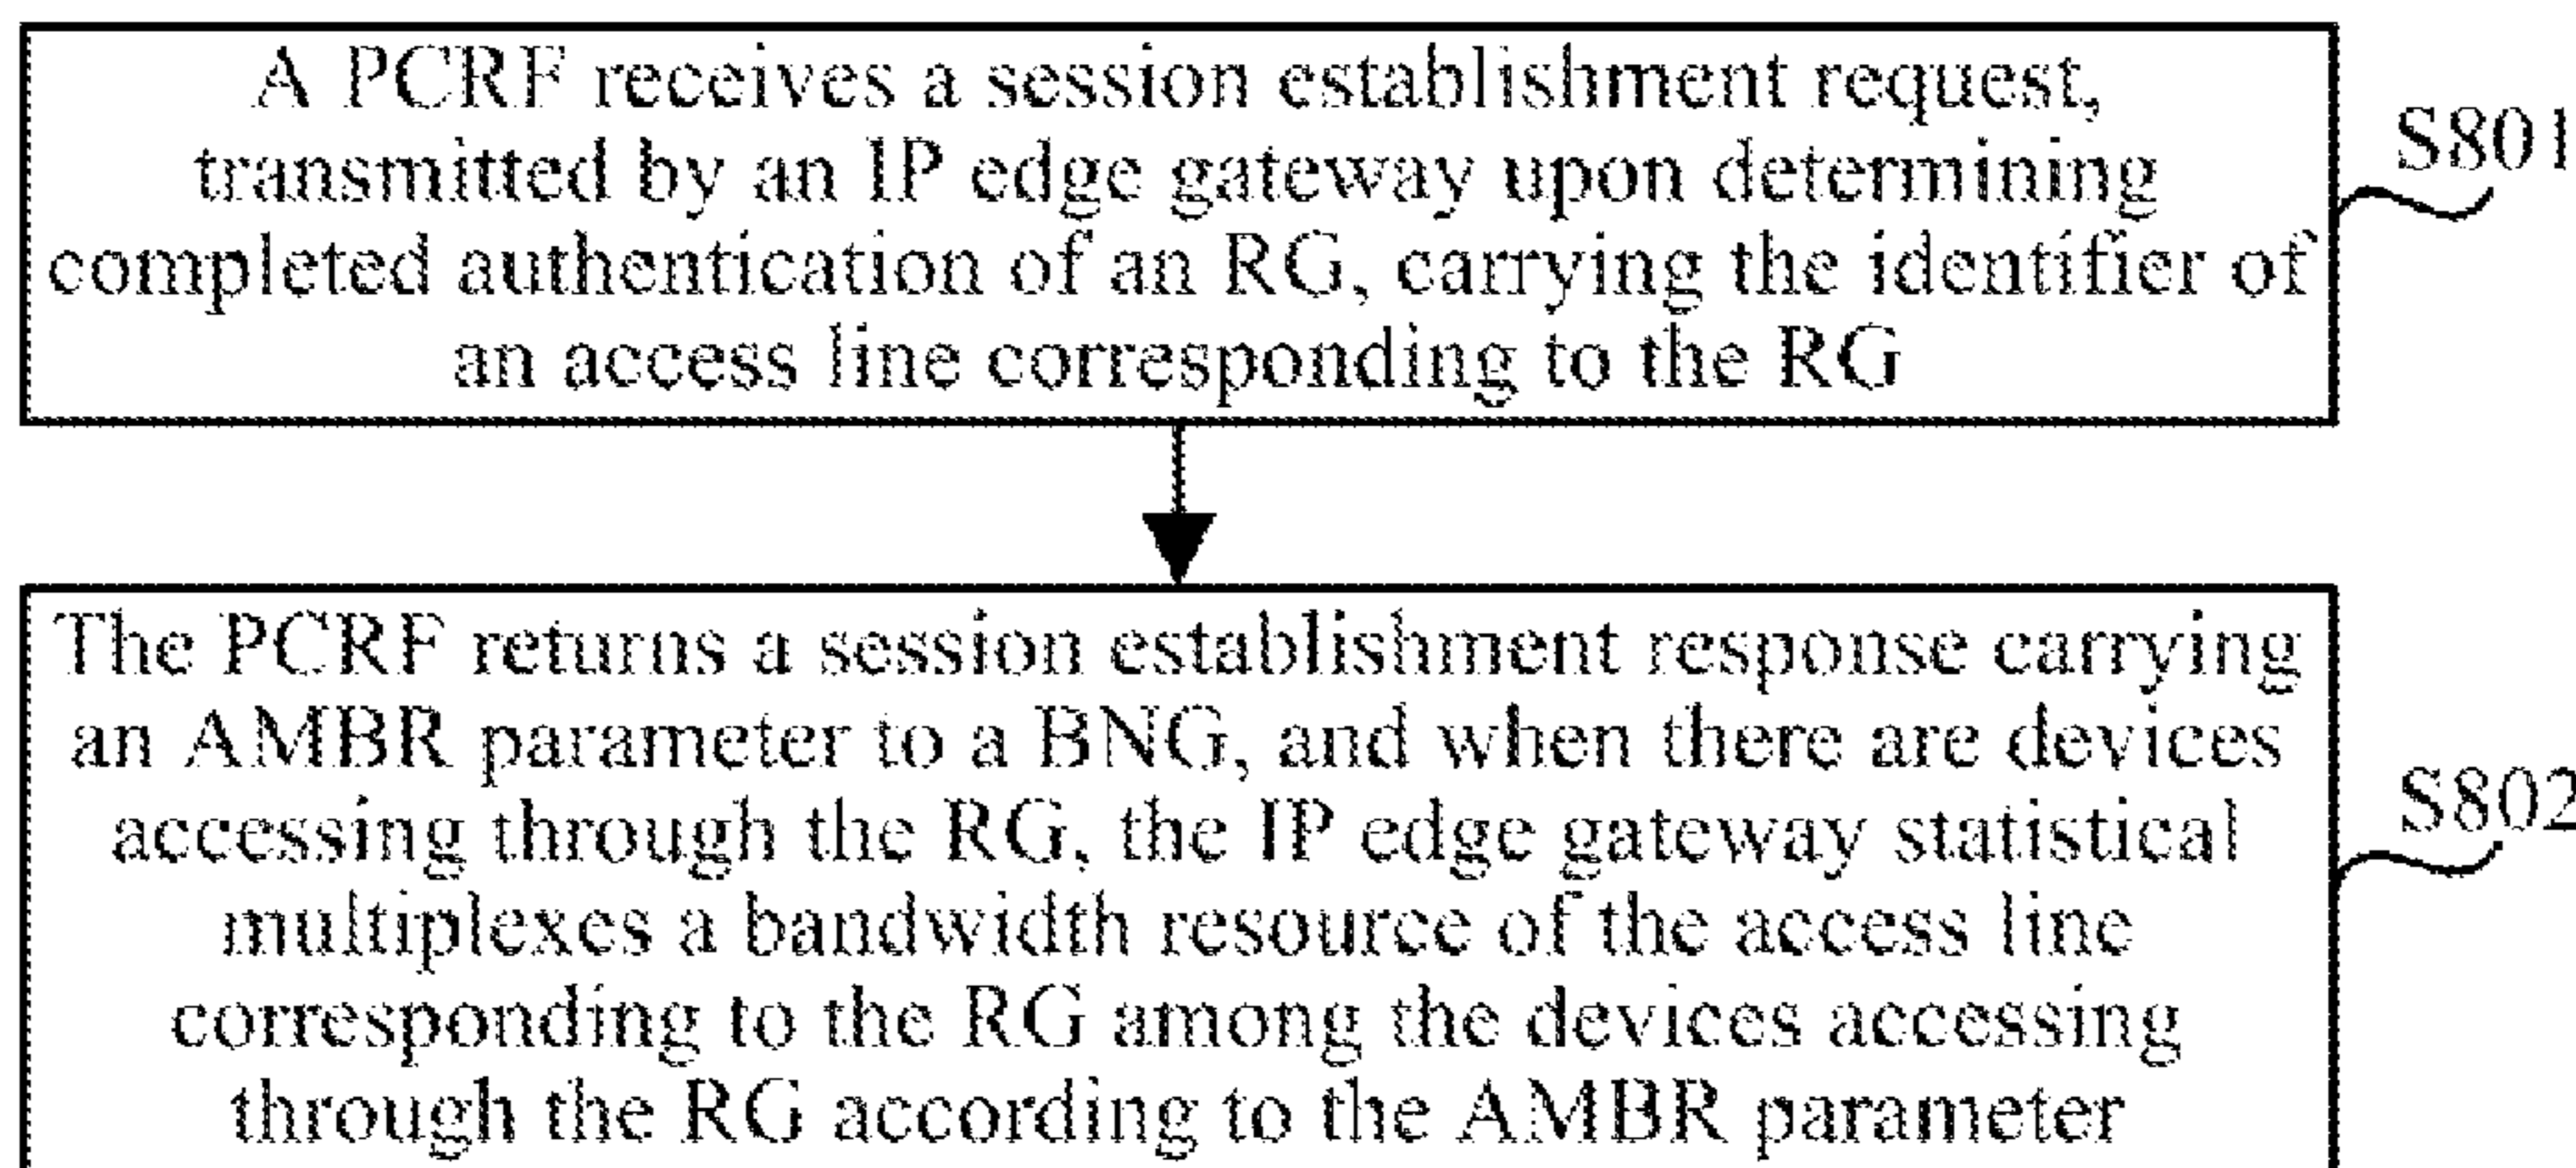 A PCRF receives a session establishment request,
transmitted by an IP edge gateway upon determining
completed authentication of an RG, carrying the identifier of
an access line corresponding to the RG
S801
The PCRF returns a session establishment response carrying
an AMBR parameter to a BNG, and when there are devices
accessing through the RG, the IP edge gateway statistical
multiplexes a bandwidth resource of the access line
corresponding to the RG among the devices accessing
through the RG according to the AMBR parameter
S802